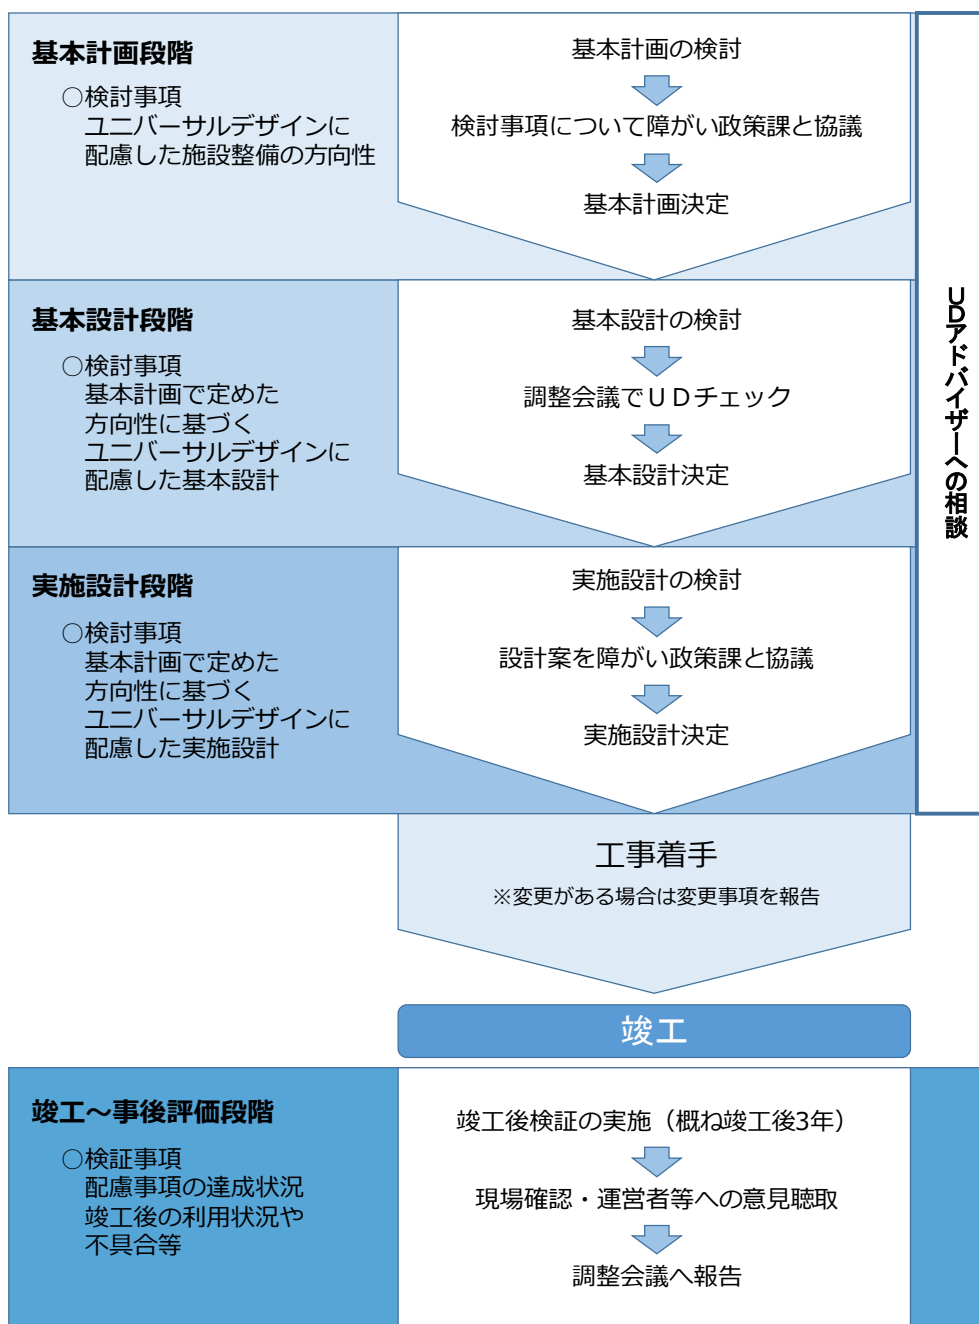 基本計画段階
○検討事項
ユニバーサルデザインに
配慮した施設整備の方向性
基本計画の検討
検討事項について障がい政策課と協議
基本計画決定
基本設計段階
○検討事項
基本計画で定めた
方向性に基づく
ユニバーサルデザインに
配慮した基本設計
基本設計の検討
調整会議でＵＤチェック
基本設計決定
実施設計段階
○検討事項
基本計画で定めた
方向性に基づく
ユニバーサルデザインに
配慮した実施設計
実施設計の検討
設計案を障がい政策課と協議
実施設計決定
UDアドバイザーへの相談
工事着手
※変更がある場合は変更事項を報告
竣工
竣工～事後評価段階
○検証事項
配慮事項の達成状況
竣工後の利用状況や
不具合等
竣工後検証の実施（概ね竣工後3年）
現場確認・運営者等への意見聴取
調整会議へ報告